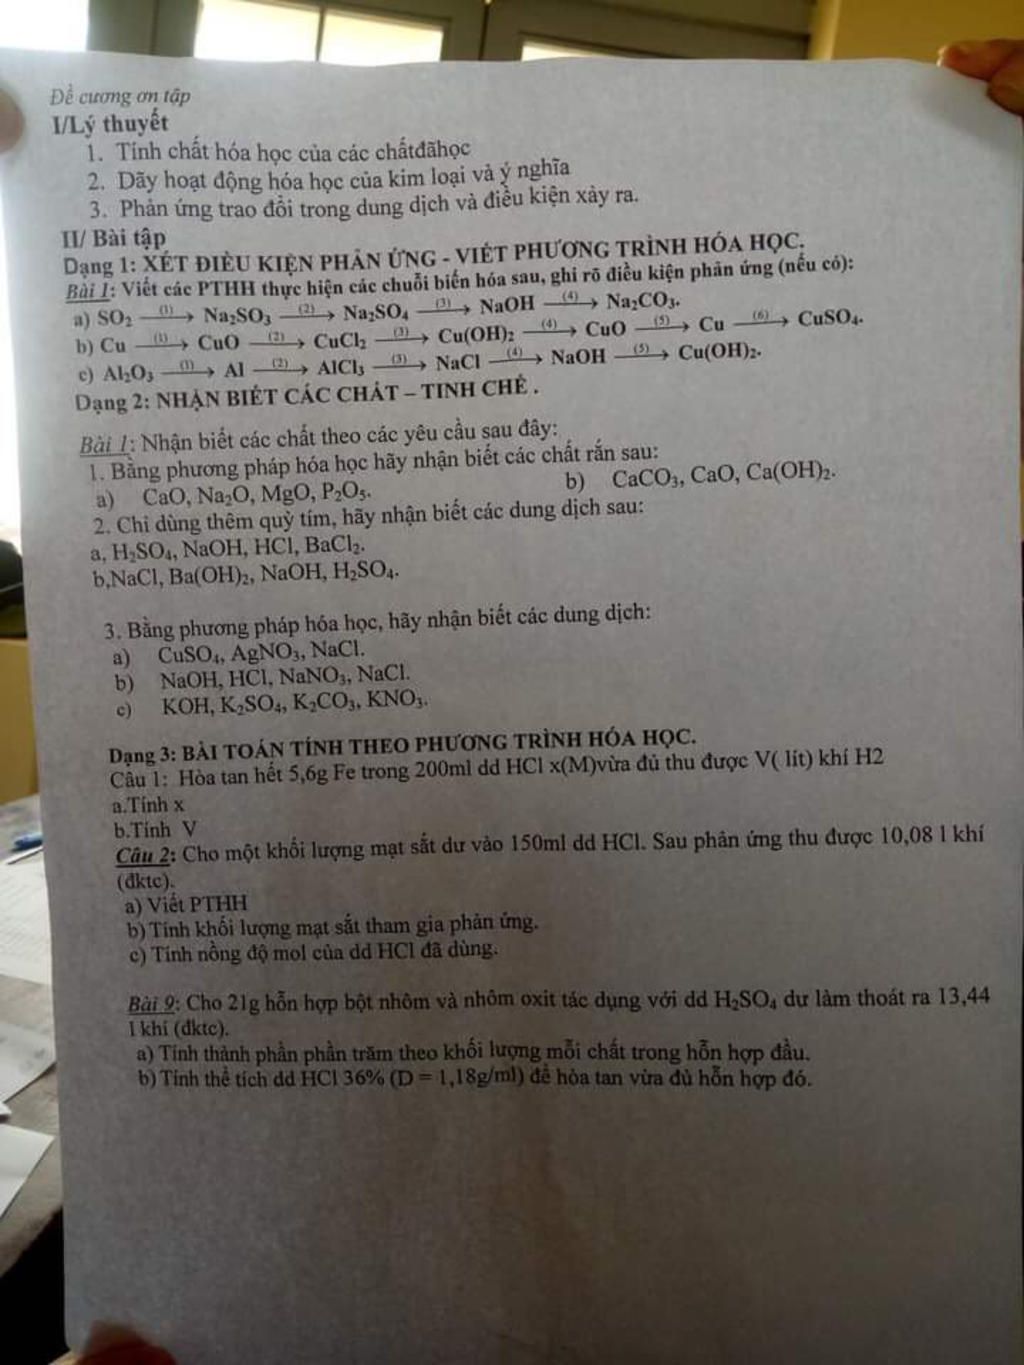 Đề cương ơn tập
I/Lý thuyết
1. Tính chất hóa học của các chấtđãhọc
2. Dãy hoạt động hóa học của kim loại và ý nghĩa
3. Phản ứng trao đổi trong dung dịch và điều kiện xảy ra.
II/ Bài tập
Dạng 1: XÉT ĐIỀU KIỆN PHẢN ỨNG - VIẾT PHƯƠNG TRÌNH HÓA HỌC.
Bài 1: Viết các PTHH thực hiện các chuỗi biến hóa sau, ghi rõ điều kiện phản ứng (nếu có):
a) SO₂ —(1)→ Na₂SO₃ —(2)→ Na₂SO₄ —(3)→ NaOH —(4)→ Na₂CO₃.
b) Cu —(1)→ CuO —(2)→ CuCl₂ —(3)→ Cu(OH)₂ —(4)→ CuO —(5)→ Cu —(6)→ CuSO₄.
c) Al₂O₃ —(1)→ Al —(2)→ AlCl₃ —(3)→ NaCl —(4)→ NaOH —(5)→ Cu(OH)₂.
Dạng 2: NHẬN BIẾT CÁC CHẤT – TINH CHẾ .
Bài 1: Nhận biết các chất theo các yêu cầu sau đây:
1. Bằng phương pháp hóa học hãy nhận biết các chất rắn sau:
a) CaO, Na₂O, MgO, P₂O₅. b) CaCO₃, CaO, Ca(OH)₂.
2. Chỉ dùng thêm quỳ tím, hãy nhận biết các dung dịch sau:
a, H₂SO₄, NaOH, HCl, BaCl₂.
b,NaCl, Ba(OH)₂, NaOH, H₂SO₄.
3. Bằng phương pháp hóa học, hãy nhận biết các dung dịch:
a) CuSO₄, AgNO₃, NaCl.
b) NaOH, HCl, NaNO₃, NaCl.
c) KOH, K₂SO₄, K₂CO₃, KNO₃.
Dạng 3: BÀI TOÁN TÍNH THEO PHƯƠNG TRÌNH HÓA HỌC.
Câu 1: Hòa tan hết 5,6g Fe trong 200ml dd HCl x(M)vừa đủ thu được V( lít) khí H2
a.Tính x
b.Tính V
Câu 2: Cho một khối lượng mạt sắt dư vào 150ml dd HCl. Sau phản ứng thu được 10,08 l khí
(đktc).
a) Viết PTHH
b) Tính khối lượng mạt sắt tham gia phản ứng.
c) Tính nồng độ mol của dd HCl đã dùng.
Bài 9: Cho 21g hỗn hợp bột nhôm và nhôm oxit tác dụng với dd H₂SO₄ dư làm thoát ra 13,44
l khí (đktc).
a) Tính thành phần phần trăm theo khối lượng mỗi chất trong hỗn hợp đầu.
b) Tính thể tích dd HCl 36% (D = 1,18g/ml) để hòa tan vừa đủ hỗn hợp đó.